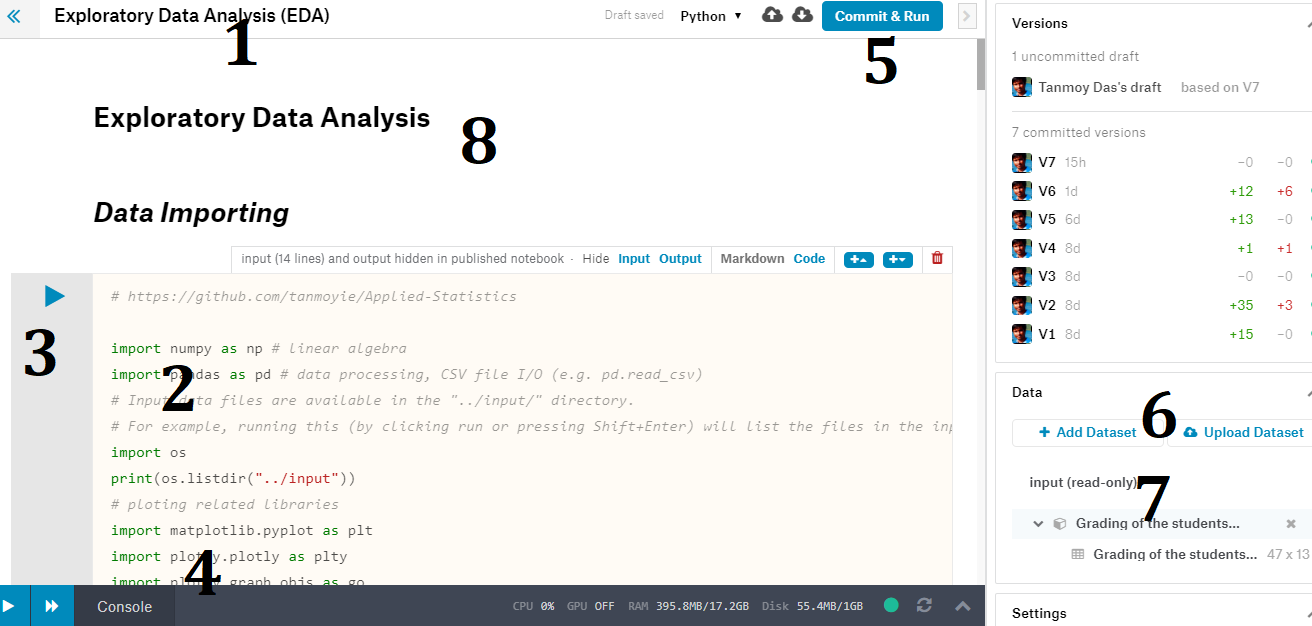 Exploratory Data Analysis (EDA)
Draft saved Python Commit & Run
1
5
Exploratory Data Analysis
8
Data Importing
input (14 lines) and output hidden in published notebook · Hide Input Output Markdown Code
# https://github.com/tanmoyie/Applied-Statistics
3
import numpy as np # linear algebra
import pandas as pd # data processing, CSV file I/O (e.g. pd.read_csv)
2
# Input data files are available in the "../input/" directory.
# For example, running this (by clicking run or pressing Shift+Enter) will list the files in the
import os
print(os.listdir("../input"))
# ploting related libraries
import matplotlib.pyplot as plt
import plotly.plotly as plty
import plotly.graph_objs as go
4
Console CPU 0% GPU OFF RAM 395.8MB/17.2GB Disk 55.4MB/1GB
Versions
1 uncommitted draft
Tanmoy Das's draft based on V7
7 committed versions
V7 15h −0 −0
V6 1d +12 +6
V5 6d +13 −0
V4 8d +1 +1
V3 8d −0 −0
V2 8d +35 +3
V1 8d +15 −0
Data
6
+ Add Dataset Upload Dataset
input (read-only)
7
Grading of the students...
Grading of the students... 47 x 13
Settings